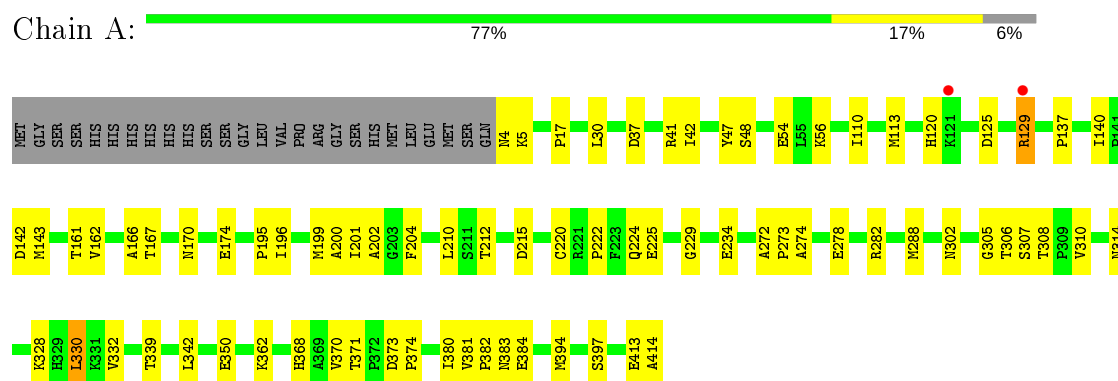 Chain A:
77% 17% 6%
MET GLY SER SER HIS HIS HIS HIS HIS HIS SER SER GLY LEU VAL PRO ARG GLY SER HIS MET LEU GLU MET SER GLN N4 K5 P17 L30 D37 R41 I42 Y47 S48 E54 L55 K56 I110 M113 H120 K121 D125 R129 P137 I140
D142 M143 T161 V162 A166 T167 N170 E174 P195 I196 M199 A200 I201 A202 G203 F204 L210 S211 T212 D215 C220 R221 P222 F223 Q224 E225 G229 E234 A272 P273 A274 E278 R282 M288 N302 G305 T306 S307 T308 P309 V310
K328 H329 L330 K331 V332 T339 L342 E350 K362 H368 A369 V370 T371 P372 D373 P374 I380 V381 P382 N383 E384 M394 S397 E413 A414